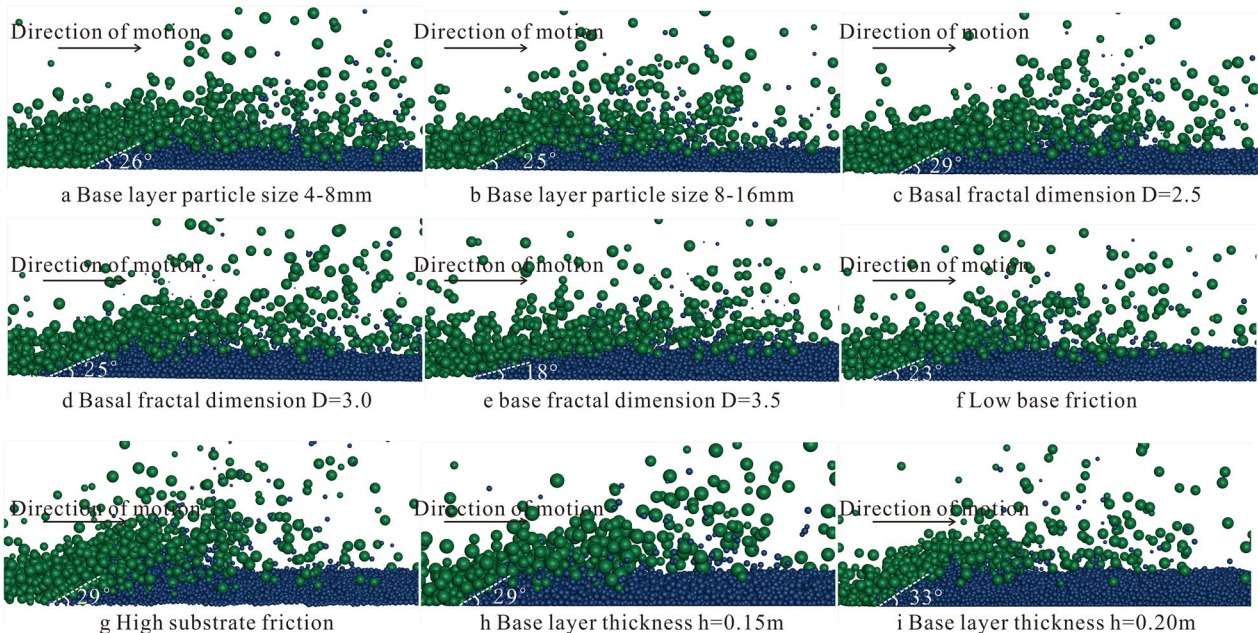 Direction of motion
Direction of motion
Direction of motion
26°
25°
29°
a Base layer particle size 4-8mm
b Base layer particle size 8-16mm
c Basal fractal dimension D=2.5
Direction of motion
Direction of motion
Direction of motion
25°
18°
23°
d Basal fractal dimension D=3.0
e base fractal dimension D=3.5
f Low base friction
Direction of motion
Direction of motion
Direction of motion
29°
29°
33°
g High substrate friction
h Base layer thickness h=0.15m
i Base layer thickness h=0.20m